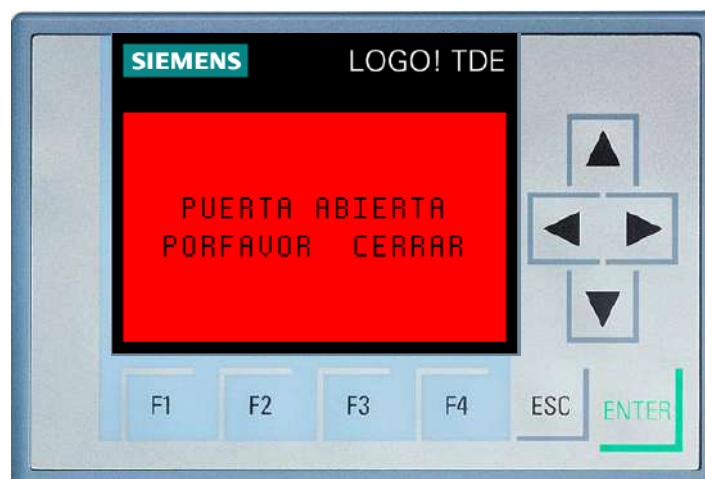 SIEMENS LOGO! TDE
PUERTA ABIERTA
PORFAVOR CERRAR
F1 F2 F3 F4 ESC ENTER